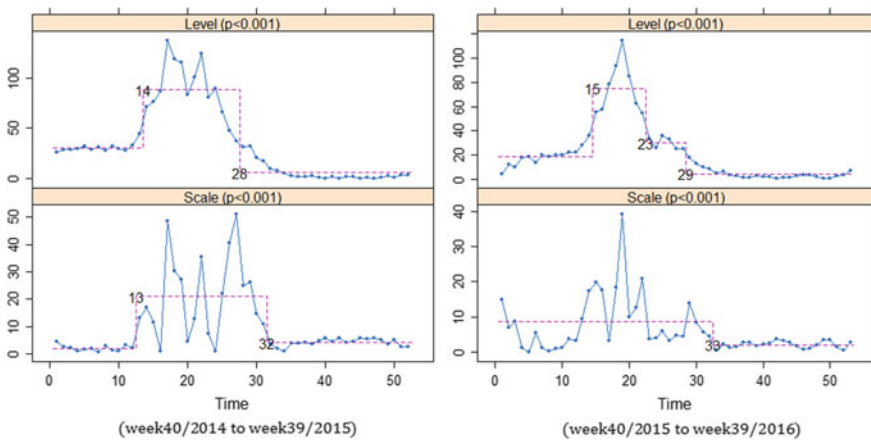 Level (p<0.001)
0 50 100
14
28
Scale (p<0.001)
0 10 20 30 40 50
13
32
0 10 20 30 40 50
Time
(week40/2014 to week39/2015)
Level (p<0.001)
0 20 40 60 80 100
15
23
29
Scale (p<0.001)
0 10 20 30 40
33
0 10 20 30 40 50
Time
(week40/2015 to week39/2016)